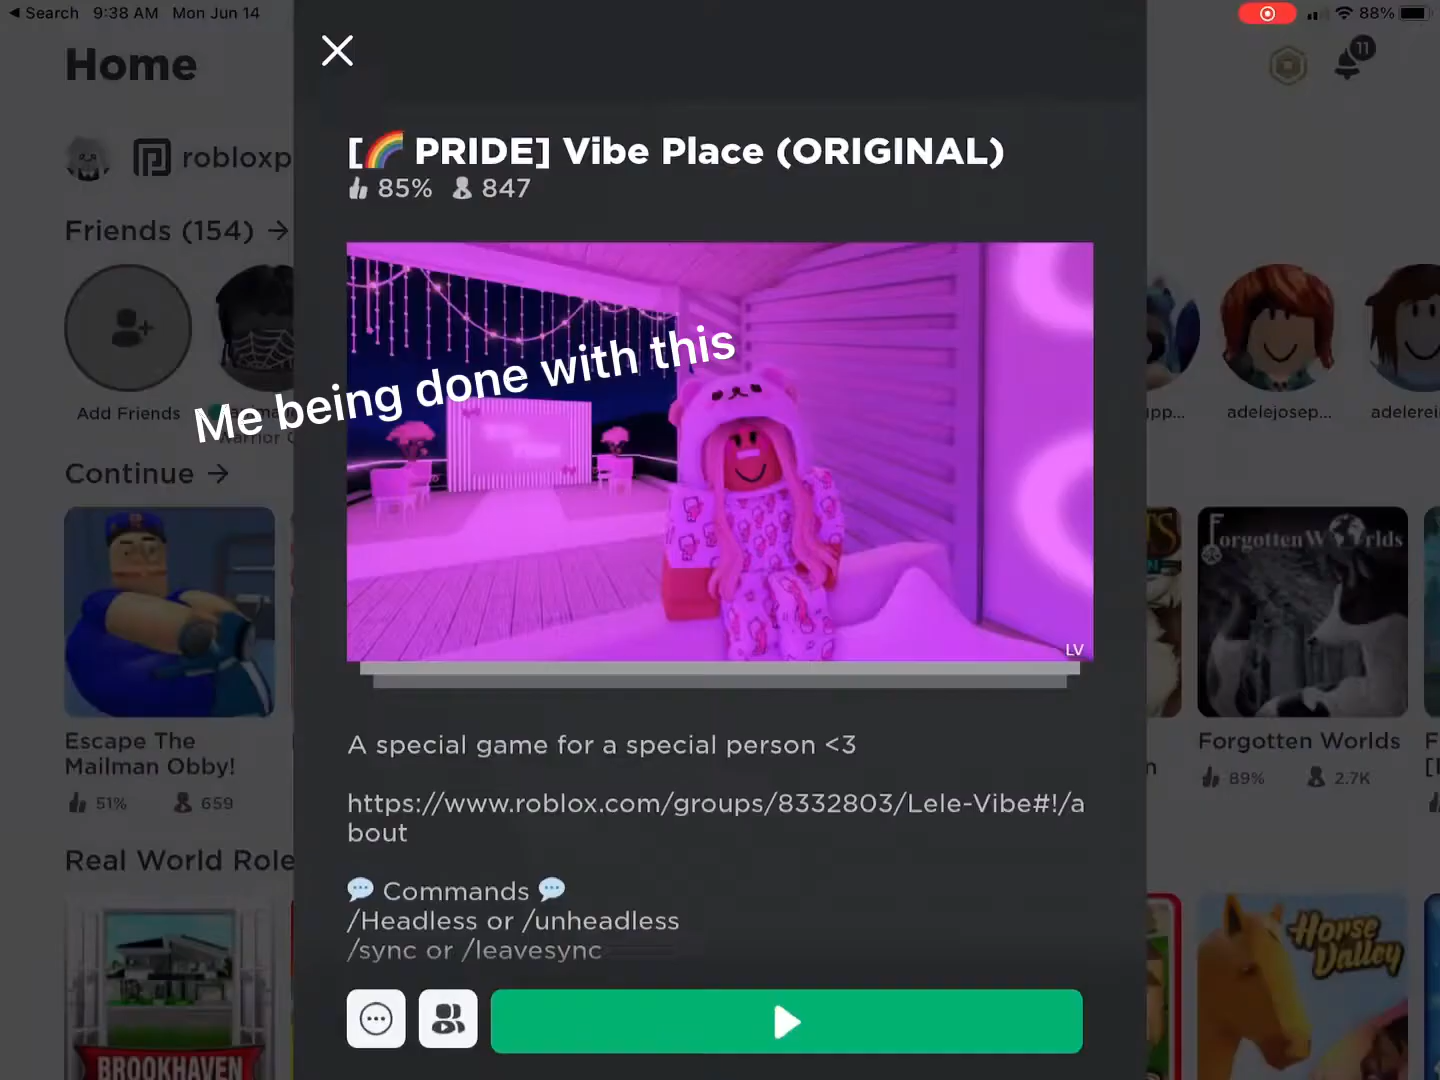 Search 9:38 AM Mon Jun 14
88%
Home
11
robloxp
Friends (154) →
Add Friends
pp...
adelejosep...
adelerei
Continue →
Escape The
Mailman Obby!
51% 659
Real World Role
BROOKHAVEN
[🌈 PRIDE] Vibe Place (ORIGINAL)
85% 847
Me being done with this
LV
A special game for a special person <3
https://www.roblox.com/groups/8332803/Lele-Vibe#!/a
bout
💬 Commands 💬
/Headless or /unheadless
/sync or /leavesync
Forgotten Worlds
Forgotten Worlds
89% 2.7K
Horse
Valley